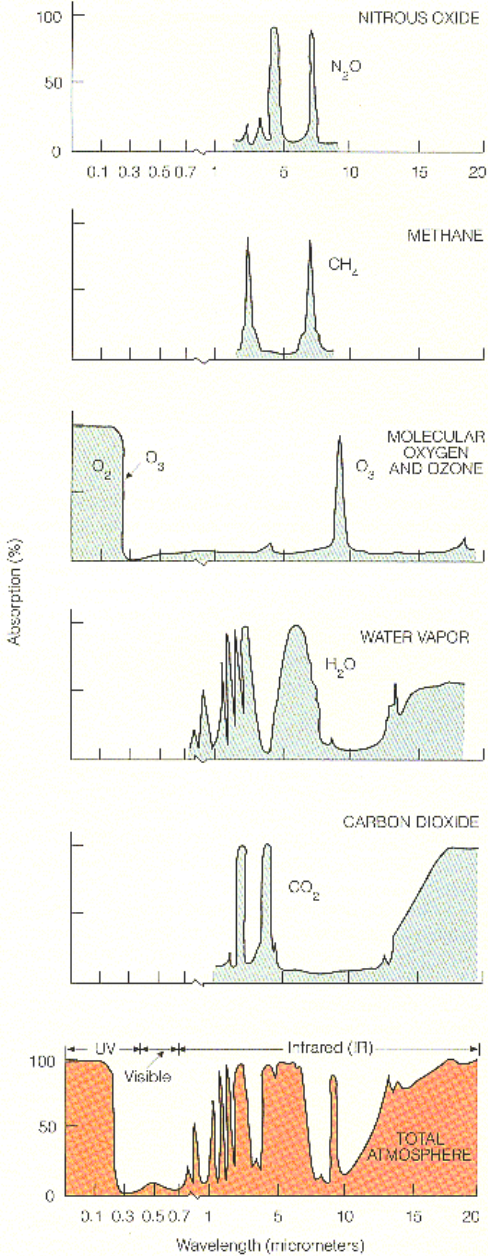 NITROUS OXIDE
100
N₂O
50
0
0.1 0.3 0.5 0.7 1 5 10 15 20
METHANE
CH₄
MOLECULAR
OXYGEN
AND OZONE
O₂ O₃ O₃
Absorption (%)
WATER VAPOR
H₂O
CARBON DIOXIDE
CO₂
UV Infrared (IR)
Visible
100
50
TOTAL
ATMOSPHERE
0
0.1 0.3 0.5 0.7 1 5 10 15 20
Wavelength (micrometers)